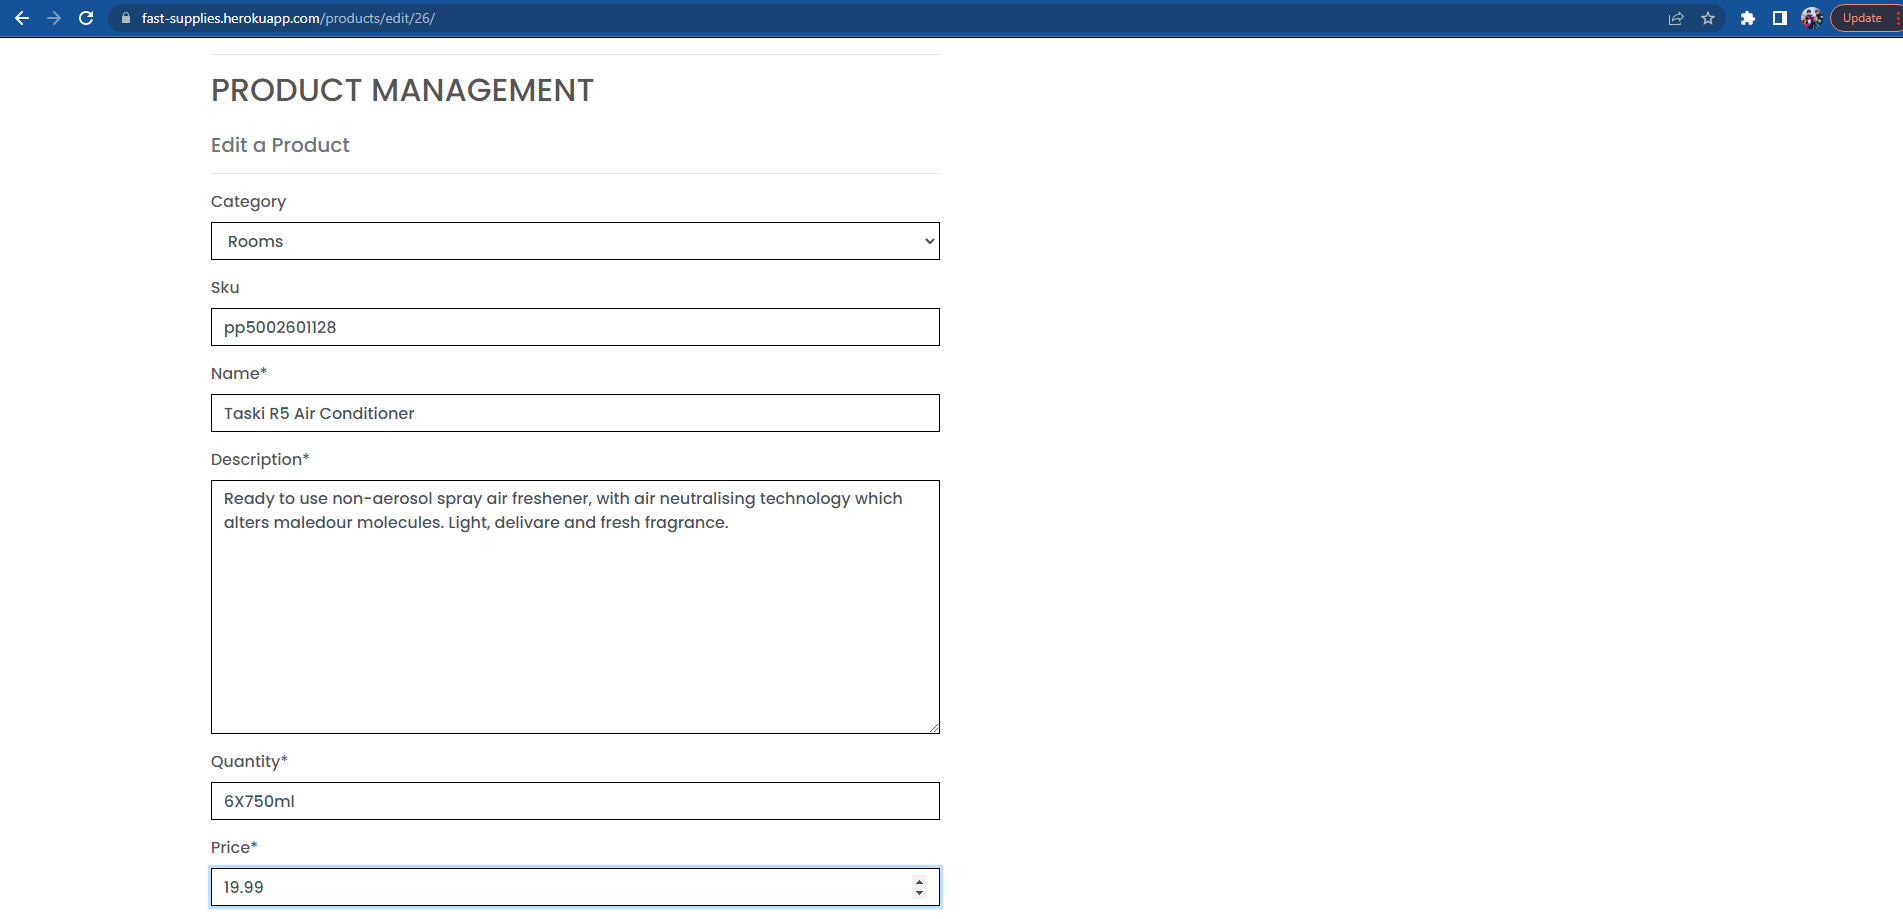 fast-supplies.herokuapp.com/products/edit/26/
Update
PRODUCT MANAGEMENT
Edit a Product
Category
Rooms
Sku
pp5002601128
Name*
Taski R5 Air Conditioner
Description*
Ready to use non-aerosol spray air freshener, with air neutralising technology which
alters maledour molecules. Light, delivare and fresh fragrance.
Quantity*
6X750ml
Price*
19.99